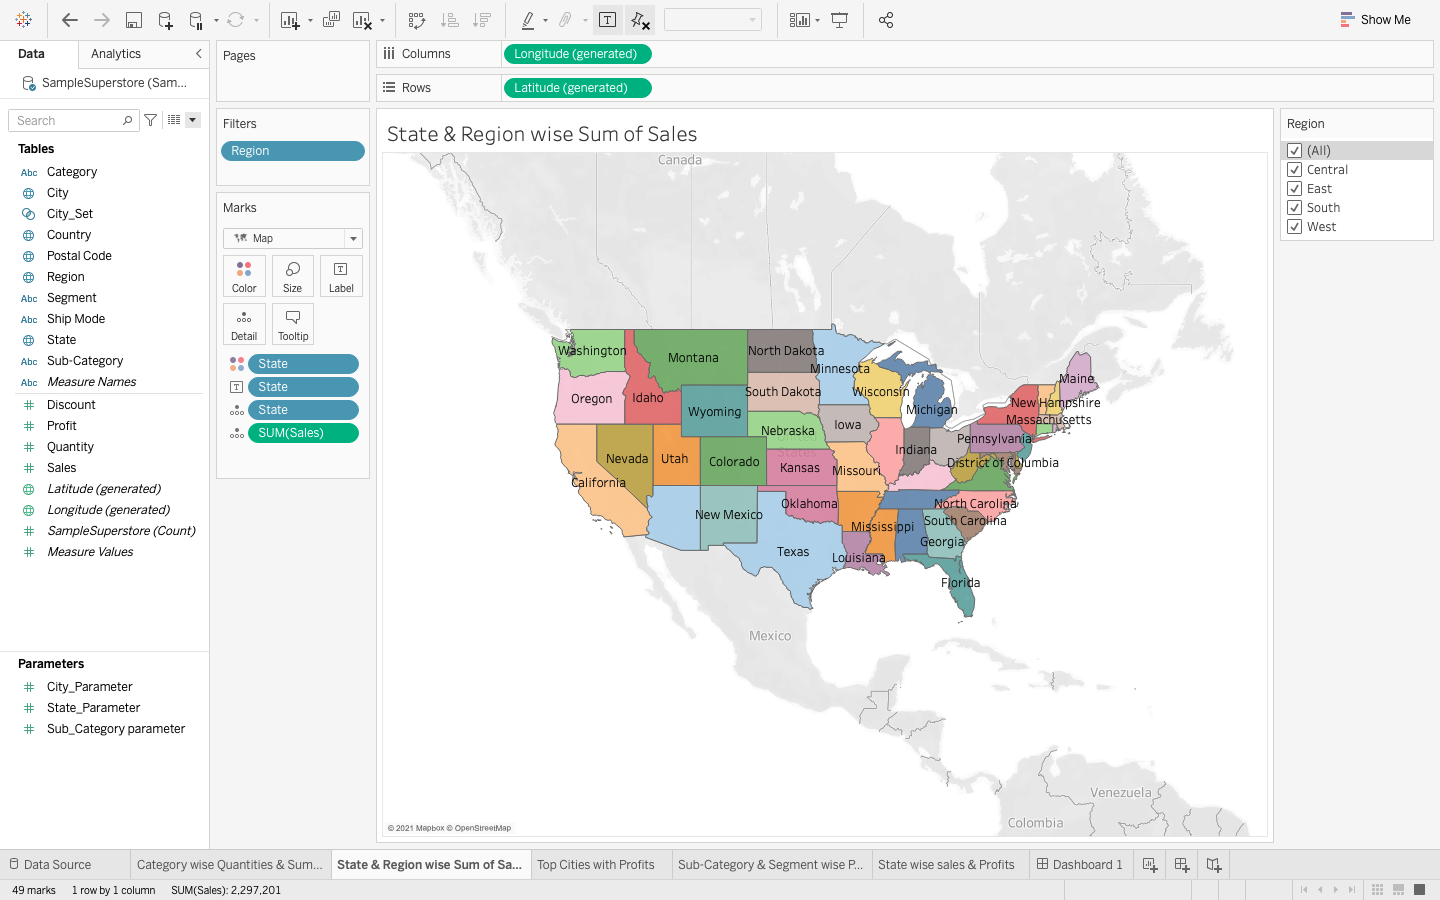 Show Me
Data
Analytics
SampleSuperstore (Sam...
Search
Tables
Abc Category
City
City_Set
Country
Postal Code
Region
Abc Segment
Abc Ship Mode
State
Abc Sub-Category
Abc Measure Names
Discount
Profit
Quantity
Sales
Latitude (generated)
Longitude (generated)
SampleSuperstore (Count)
Measure Values
Parameters
City_Parameter
State_Parameter
Sub_Category parameter
Pages
Filters
Region
Marks
Map
Color
Size
Label
Detail
Tooltip
State
State
State
SUM(Sales)
Columns
Longitude (generated)
Rows
Latitude (generated)
State & Region wise Sum of Sales
Canada
Washington
Montana
North Dakota
Minnesota
Maine
Oregon
Idaho
South Dakota
Wisconsin
New Hampshire
Wyoming
Michigan
Massachusetts
Nebraska
Iowa
Pennsylvania
United
States
Indiana
Nevada
Utah
Colorado
Kansas
Missouri
District of Columbia
California
Oklahoma
North Carolina
New Mexico
Mississippi
South Carolina
Texas
Georgia
Louisiana
Florida
Mexico
Venezuela
Colombia
© 2021 Mapbox © OpenStreetMap
Region
(All)
Central
East
South
West
Data Source
Category wise Quantities & Sum...
State & Region wise Sum of Sa...
Top Cities with Profits
Sub-Category & Segment wise P...
State wise sales & Profits
Dashboard 1
49 marks
1 row by 1 column
SUM(Sales): 2,297,201